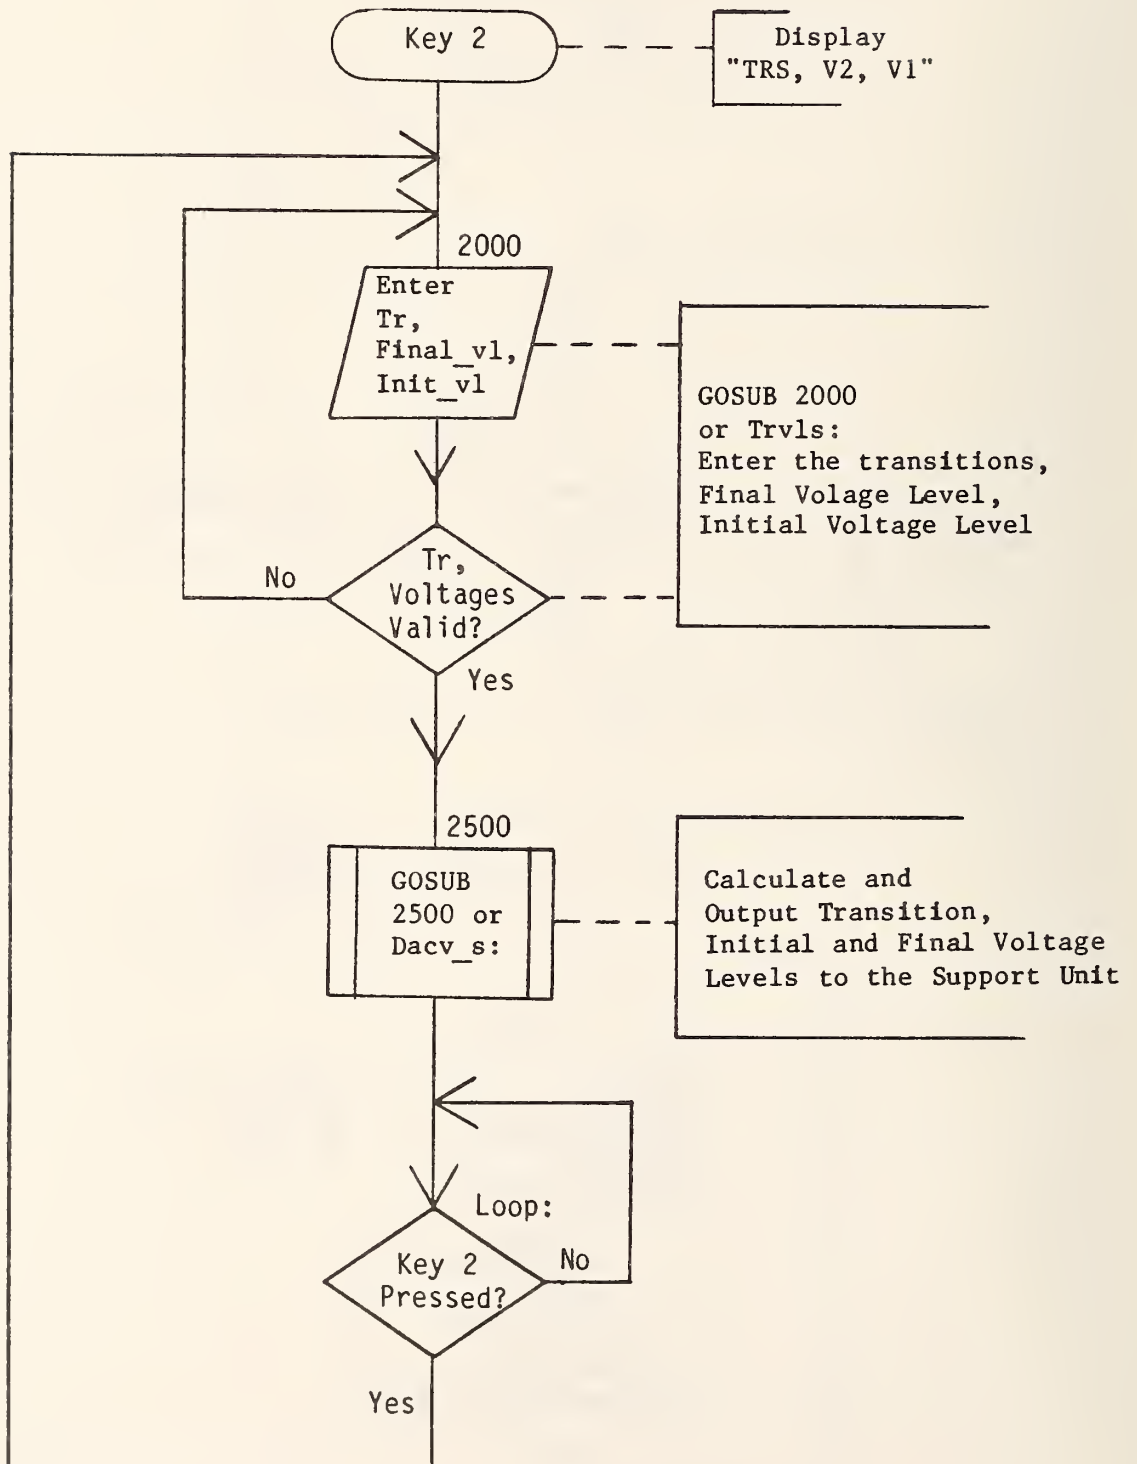 Key 2
Display
"TRS, V2, V1"
2000
Enter
Tr,
Final_vl,
Init_vl
GOSUB 2000
or Trvls:
Enter the transitions,
Final Volage Level,
Initial Voltage Level
Tr,
Voltages
Valid?
No
Yes
2500
GOSUB
2500 or
Dacv_s:
Calculate and
Output Transition,
Initial and Final Voltage
Levels to the Support Unit
Loop:
Key 2
Pressed?
No
Yes